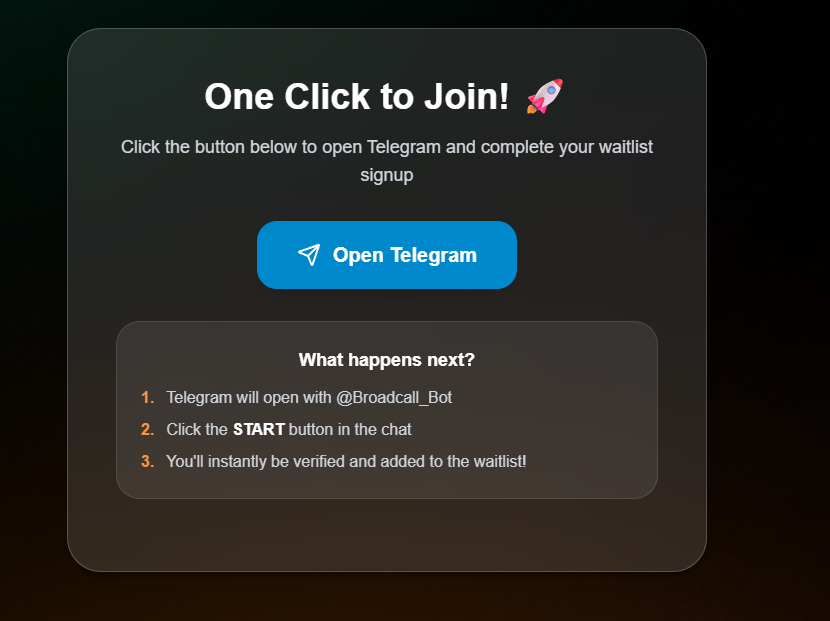 One Click to Join! 🚀
Click the button below to open Telegram and complete your waitlist
signup
Open Telegram
What happens next?
1. Telegram will open with @Broadcall_Bot
2. Click the START button in the chat
3. You'll instantly be verified and added to the waitlist!